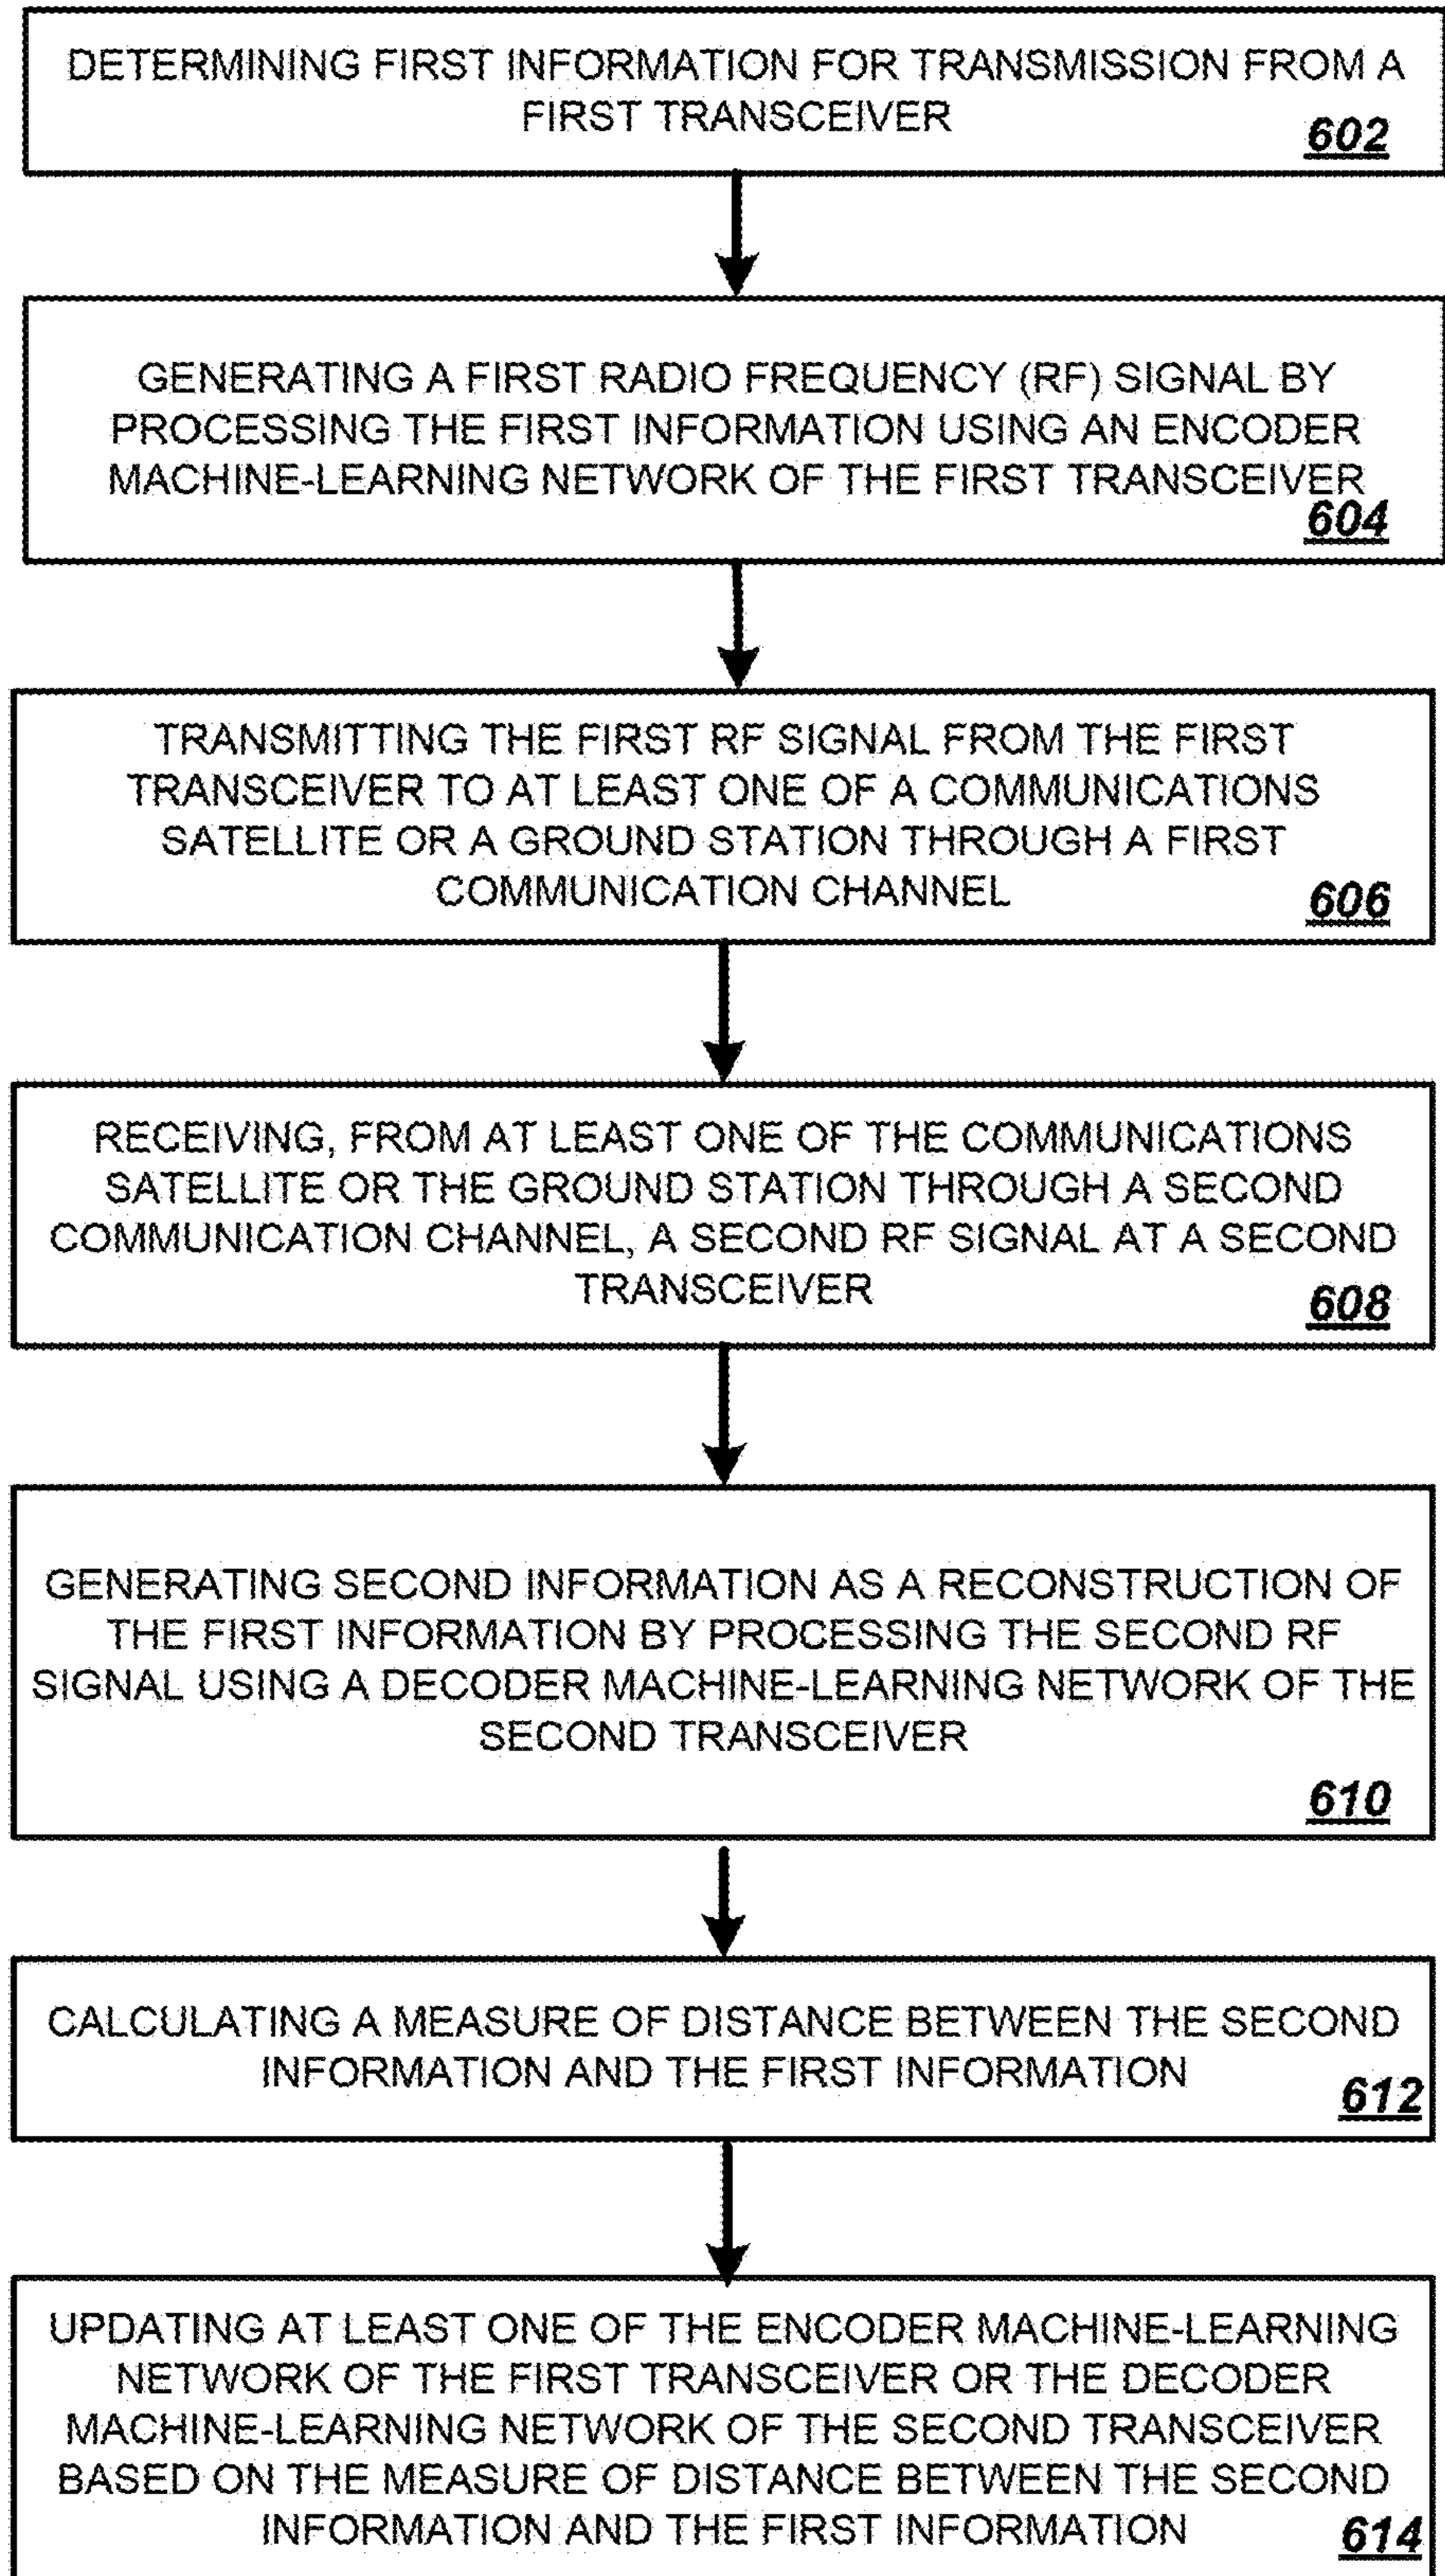 DETERMINING FIRST INFORMATION FOR TRANSMISSION FROM A
FIRST TRANSCEIVER
602
GENERATING A FIRST RADIO FREQUENCY (RF) SIGNAL BY
PROCESSING THE FIRST INFORMATION USING AN ENCODER
MACHINE-LEARNING NETWORK OF THE FIRST TRANSCEIVER
604
TRANSMITTING THE FIRST RF SIGNAL FROM THE FIRST
TRANSCEIVER TO AT LEAST ONE OF A COMMUNICATIONS
SATELLITE OR A GROUND STATION THROUGH A FIRST
COMMUNICATION CHANNEL
606
RECEIVING, FROM AT LEAST ONE OF THE COMMUNICATIONS
SATELLITE OR THE GROUND STATION THROUGH A SECOND
COMMUNICATION CHANNEL, A SECOND RF SIGNAL AT A SECOND
TRANSCEIVER
608
GENERATING SECOND INFORMATION AS A RECONSTRUCTION OF
THE FIRST INFORMATION BY PROCESSING THE SECOND RF
SIGNAL USING A DECODER MACHINE-LEARNING NETWORK OF THE
SECOND TRANSCEIVER
610
CALCULATING A MEASURE OF DISTANCE BETWEEN THE SECOND
INFORMATION AND THE FIRST INFORMATION
612
UPDATING AT LEAST ONE OF THE ENCODER MACHINE-LEARNING
NETWORK OF THE FIRST TRANSCEIVER OR THE DECODER
MACHINE-LEARNING NETWORK OF THE SECOND TRANSCEIVER
BASED ON THE MEASURE OF DISTANCE BETWEEN THE SECOND
INFORMATION AND THE FIRST INFORMATION
614